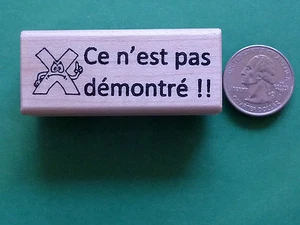 Ce n'est pas
démontré !!